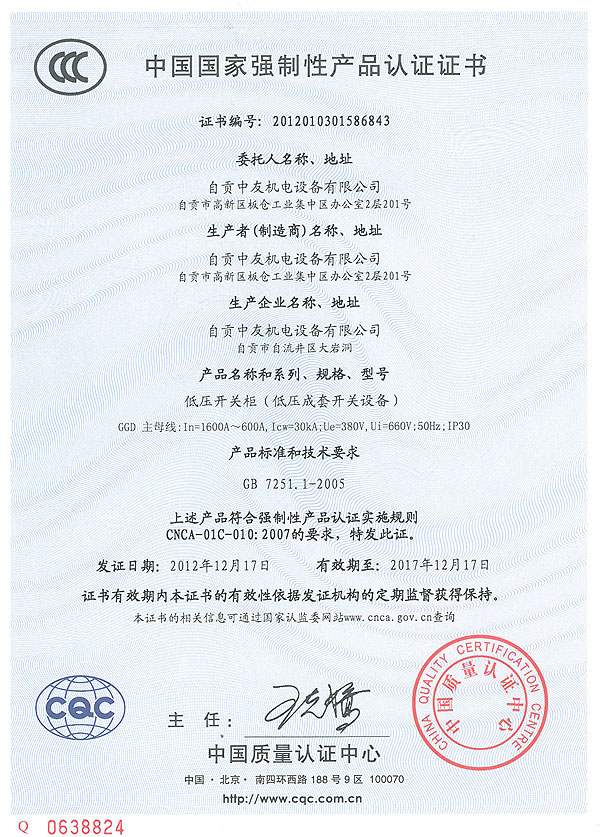 中国国家强制性产品认证证书
证书编号：2012010301586843
委托人名称、地址
自贡中友机电设备有限公司
自贡市高新区板仓工业集中区办公室2层201号
生产者(制造商)名称、地址
自贡中友机电设备有限公司
自贡市高新区板仓工业集中区办公室2层201号
生产企业名称、地址
自贡中友机电设备有限公司
自贡市自流井区大岩洞
产品名称和系列、规格、型号
低压开关柜（低压成套开关设备）
GGD 主母线:In=1600A～600A,Icw=30kA;Ue=380V,Ui=660V;50Hz;IP30
产品标准和技术要求
GB 7251.1-2005
上述产品符合强制性产品认证实施规则
CNCA-01C-010:2007的要求，特发此证。
发证日期：2012年12月17日 有效期至：2017年12月17日
证书有效期内本证书的有效性依据发证机构的定期监督获得保持。
本证书的相关信息可通过国家认监委网站www.cnca.gov.cn查询
CHINA QUALITY CERTIFICATION CENTRE
中国质量认证中心
CQC
主 任：
中国质量认证中心
中国·北京·南四环西路188号9区 100070
http://www.cqc.com.cn
Q 0638824